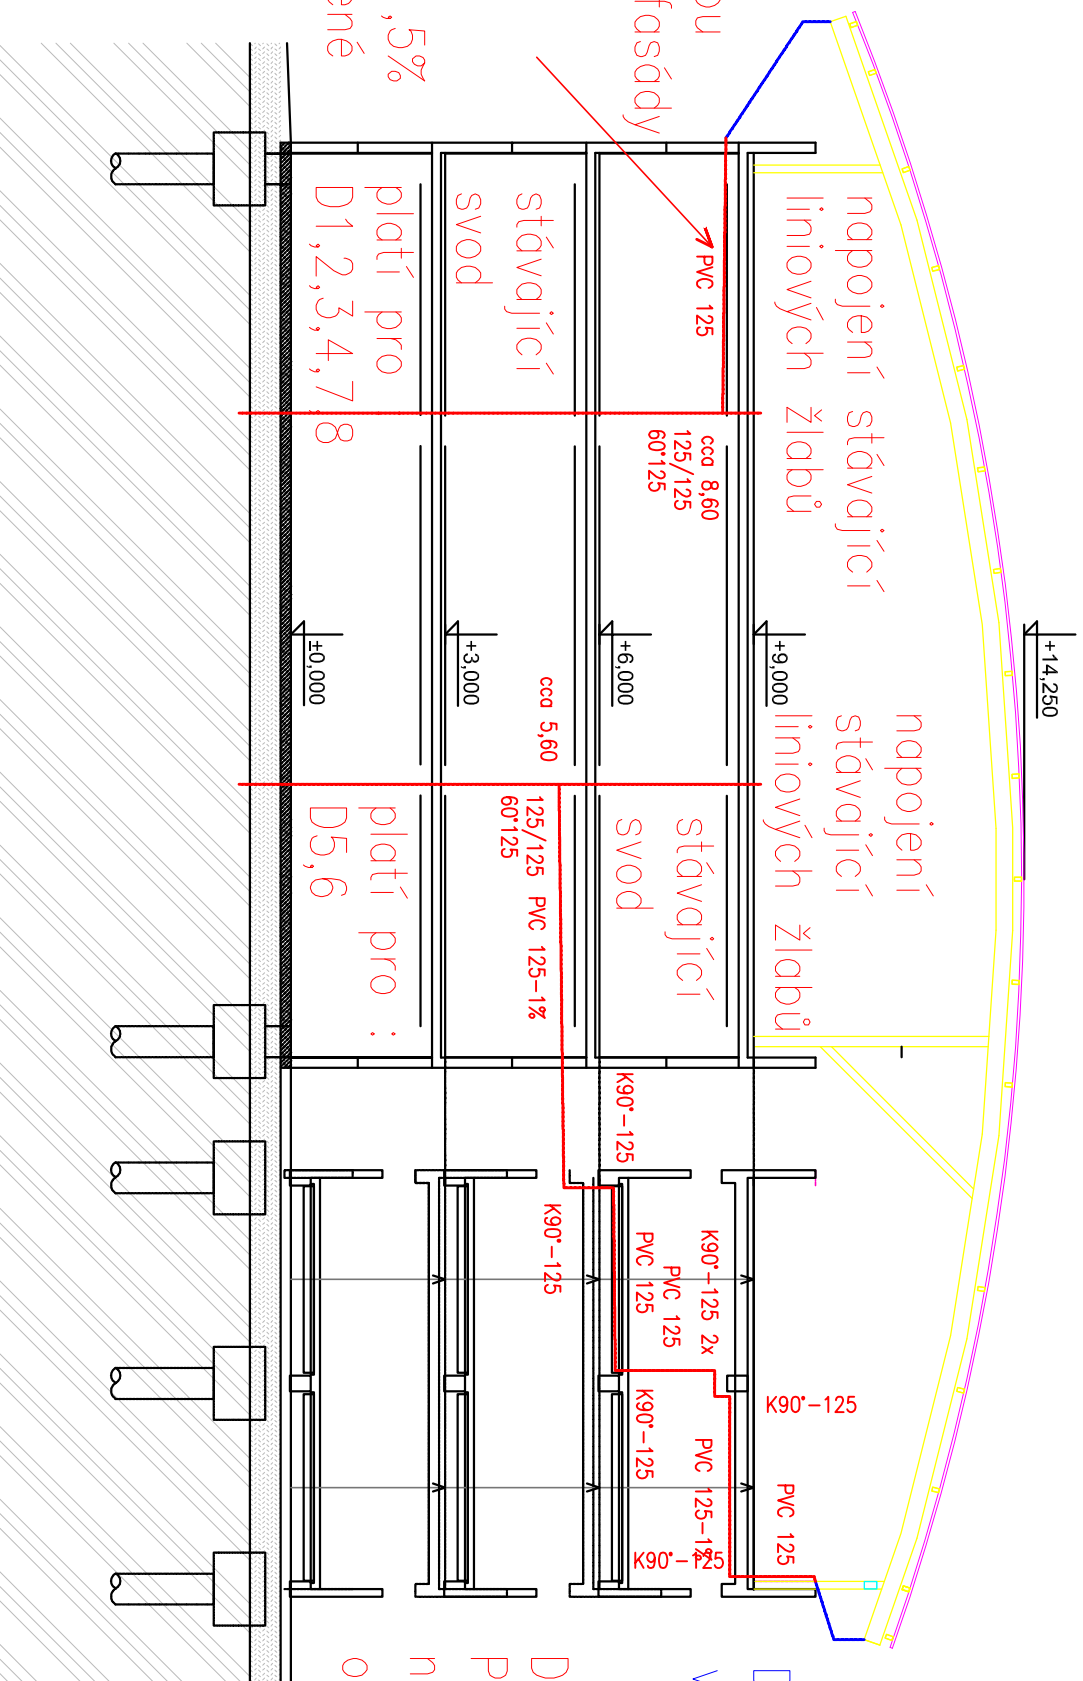 +14,250
napojení stávající
liniových žlabů
napojení
stávající
liniových žlabů
+9,000
+6,000
+3,000
±0,000
fasády
,5%
PVC 125
stávající
svod
platí pro
D1,2,3,4,7,8
cca 8,60
125/125
60°125
cca 5,60
125/125 PVC 125-1%
60°125
stávající
svod
platí pro :
D5,6
K90°-125
K90°-125
K90°-125 2x
PVC 125
PVC 125
K90°-125
K90°-125
PVC 125
PVC 125-1%
K90°-125